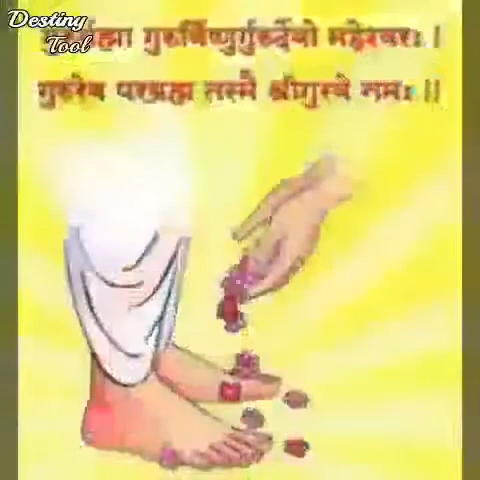 Destiny
Tool
गुरुर्विष्णुर्गुरुर्देवो महेश्वरः ।
गुरुरेव परब्रह्म तस्मै श्रीगुरवे नमः ॥